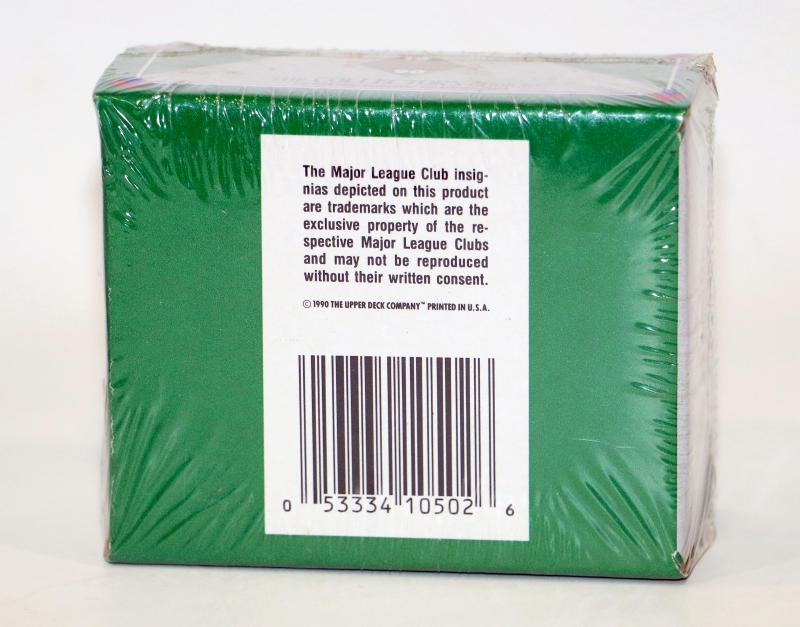 The Major League Club insig-
nias depicted on this product
are trademarks which are the
exclusive property of the re-
spective Major League Clubs
and may not be reproduced
without their written consent.
© 1990 THE UPPER DECK COMPANY™ PRINTED IN U.S.A.
0 53334 10502 6